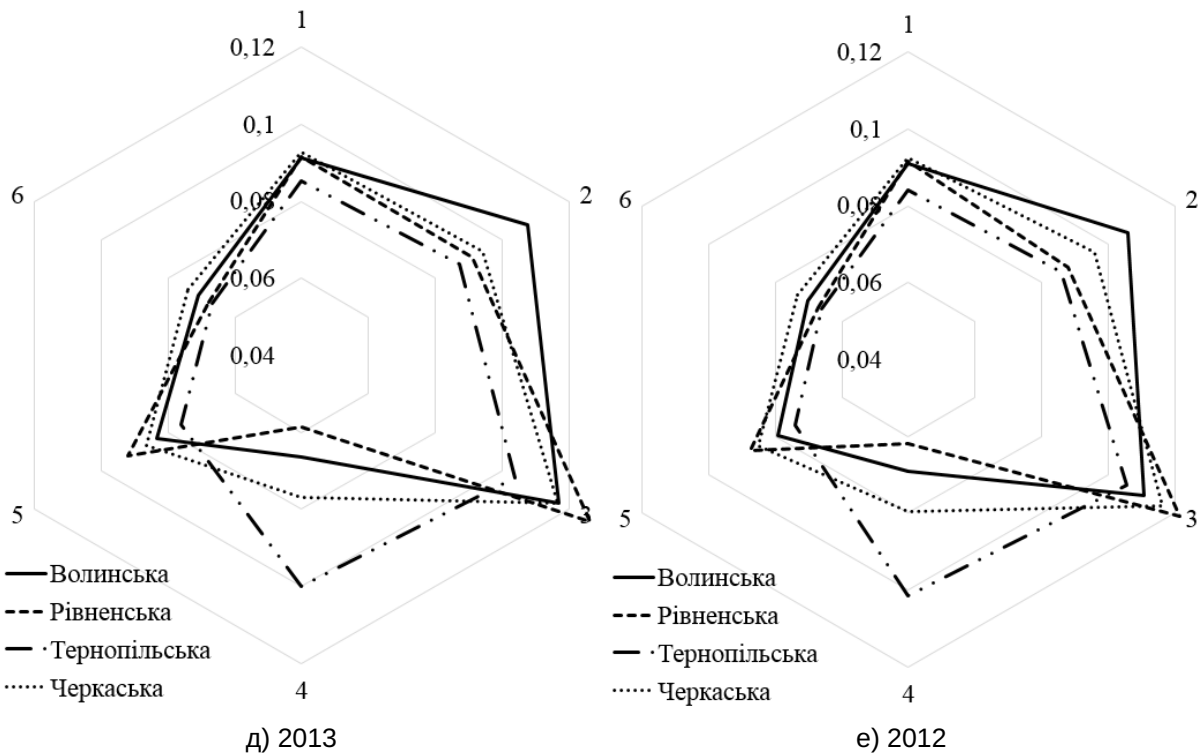 1
0,12
0,1
0,08
0,06
0,04
6
2
5
3
4
Волинська
Рівненська
Тернопільська
Черкаська
д) 2013
1
0,12
0,1
0,08
0,06
0,04
6
2
5
3
4
Волинська
Рівненська
Тернопільська
Черкаська
е) 2012